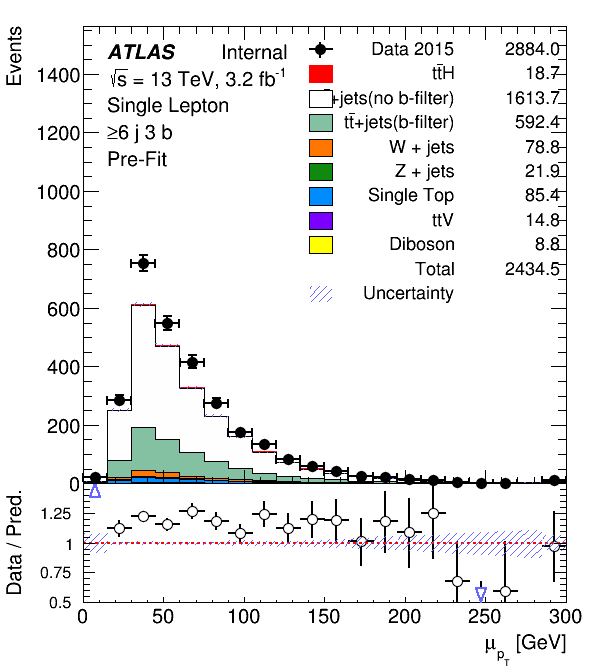 Events
ATLAS Internal
√s = 13 TeV, 3.2 fb⁻¹
Single Lepton
≥6 j 3 b
Pre-Fit
Data 2015 2884.0
tt̄H 18.7
+jets(no b-filter) 1613.7
tt̄+jets(b-filter) 592.4
W + jets 78.8
Z + jets 21.9
Single Top 85.4
ttV 14.8
Diboson 8.8
Total 2434.5
Uncertainty
1400
1200
1000
800
600
400
200
0
Data / Pred.
1.25
1
0.75
0.5
0 50 100 150 200 250 300
μ_pT [GeV]